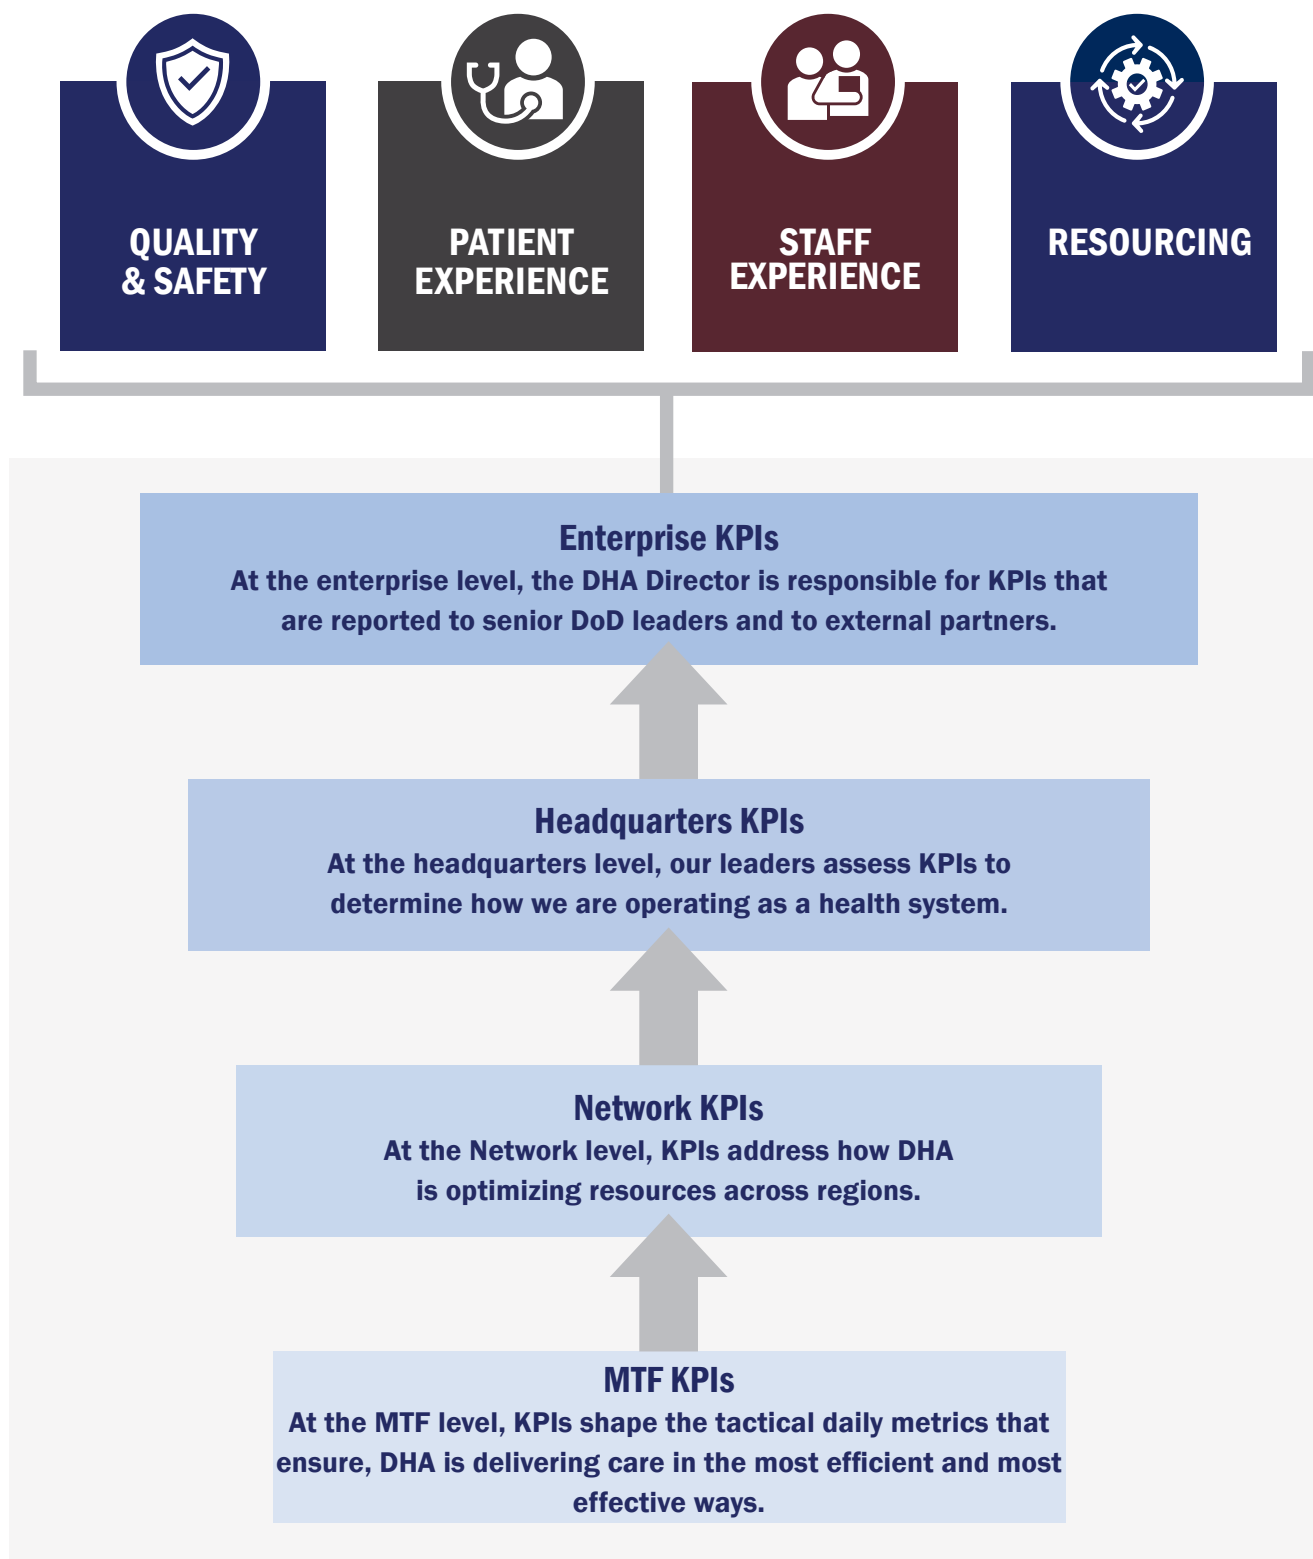 QUALITY
& SAFETY
PATIENT
EXPERIENCE
STAFF
EXPERIENCE
RESOURCING
Enterprise KPIs
At the enterprise level, the DHA Director is responsible for KPIs that
are reported to senior DoD leaders and to external partners.
Headquarters KPIs
At the headquarters level, our leaders assess KPIs to
determine how we are operating as a health system.
Network KPIs
At the Network level, KPIs address how DHA
is optimizing resources across regions.
MTF KPIs
At the MTF level, KPIs shape the tactical daily metrics that
ensure, DHA is delivering care in the most efficient and most
effective ways.